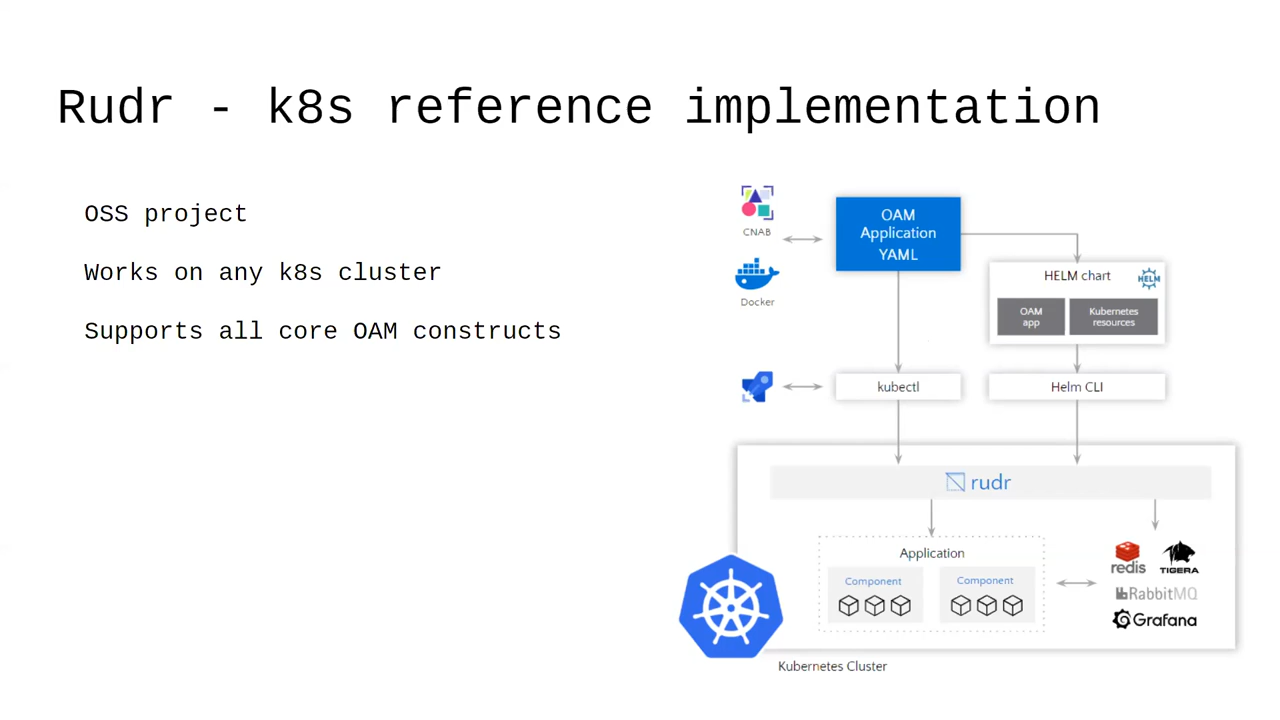 Rudr - k8s reference implementation
OSS project
Works on any k8s cluster
Supports all core OAM constructs
CNAB
Docker
OAM
Application
YAML
HELM chart
HELM
OAM
app
Kubernetes
resources
kubectl
Helm CLI
rudr
Application
Component
Component
redis
TIGERA
RabbitMQ
Grafana
Kubernetes Cluster